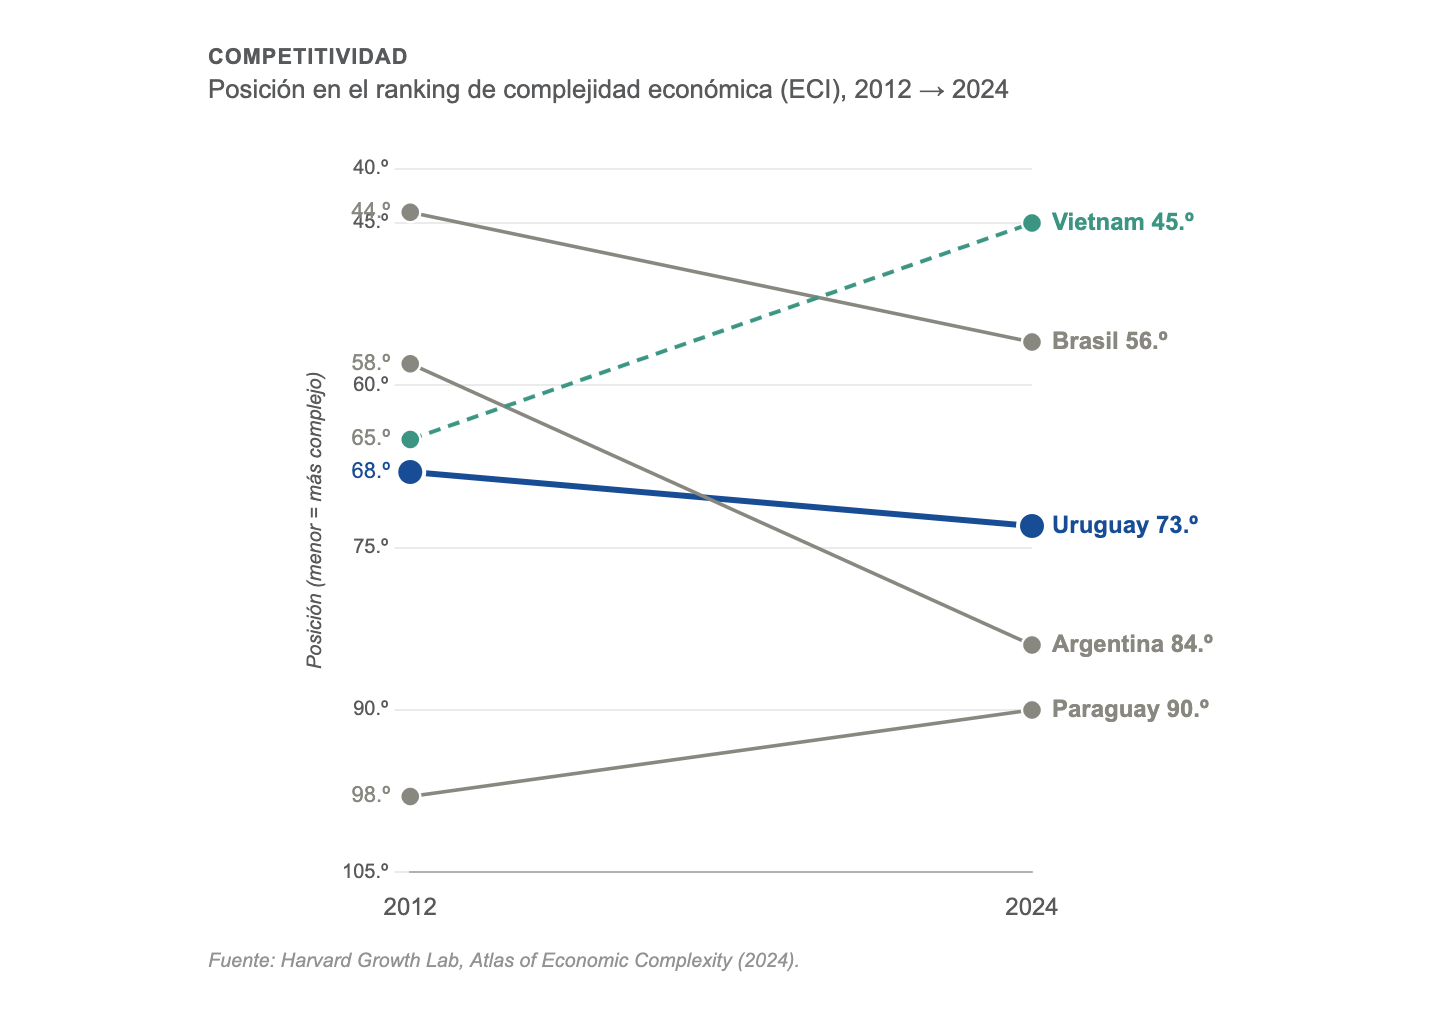 COMPETITIVIDAD
Posición en el ranking de complejidad económica (ECI), 2012 → 2024
40.º
44.º
45.º
Vietnam 45.º
Brasil 56.º
58.º
60.º
65.º
68.º
Uruguay 73.º
75.º
Argentina 84.º
90.º
Paraguay 90.º
98.º
105.º
Posición (menor = más complejo)
2012
2024
Fuente: Harvard Growth Lab, Atlas of Economic Complexity (2024).